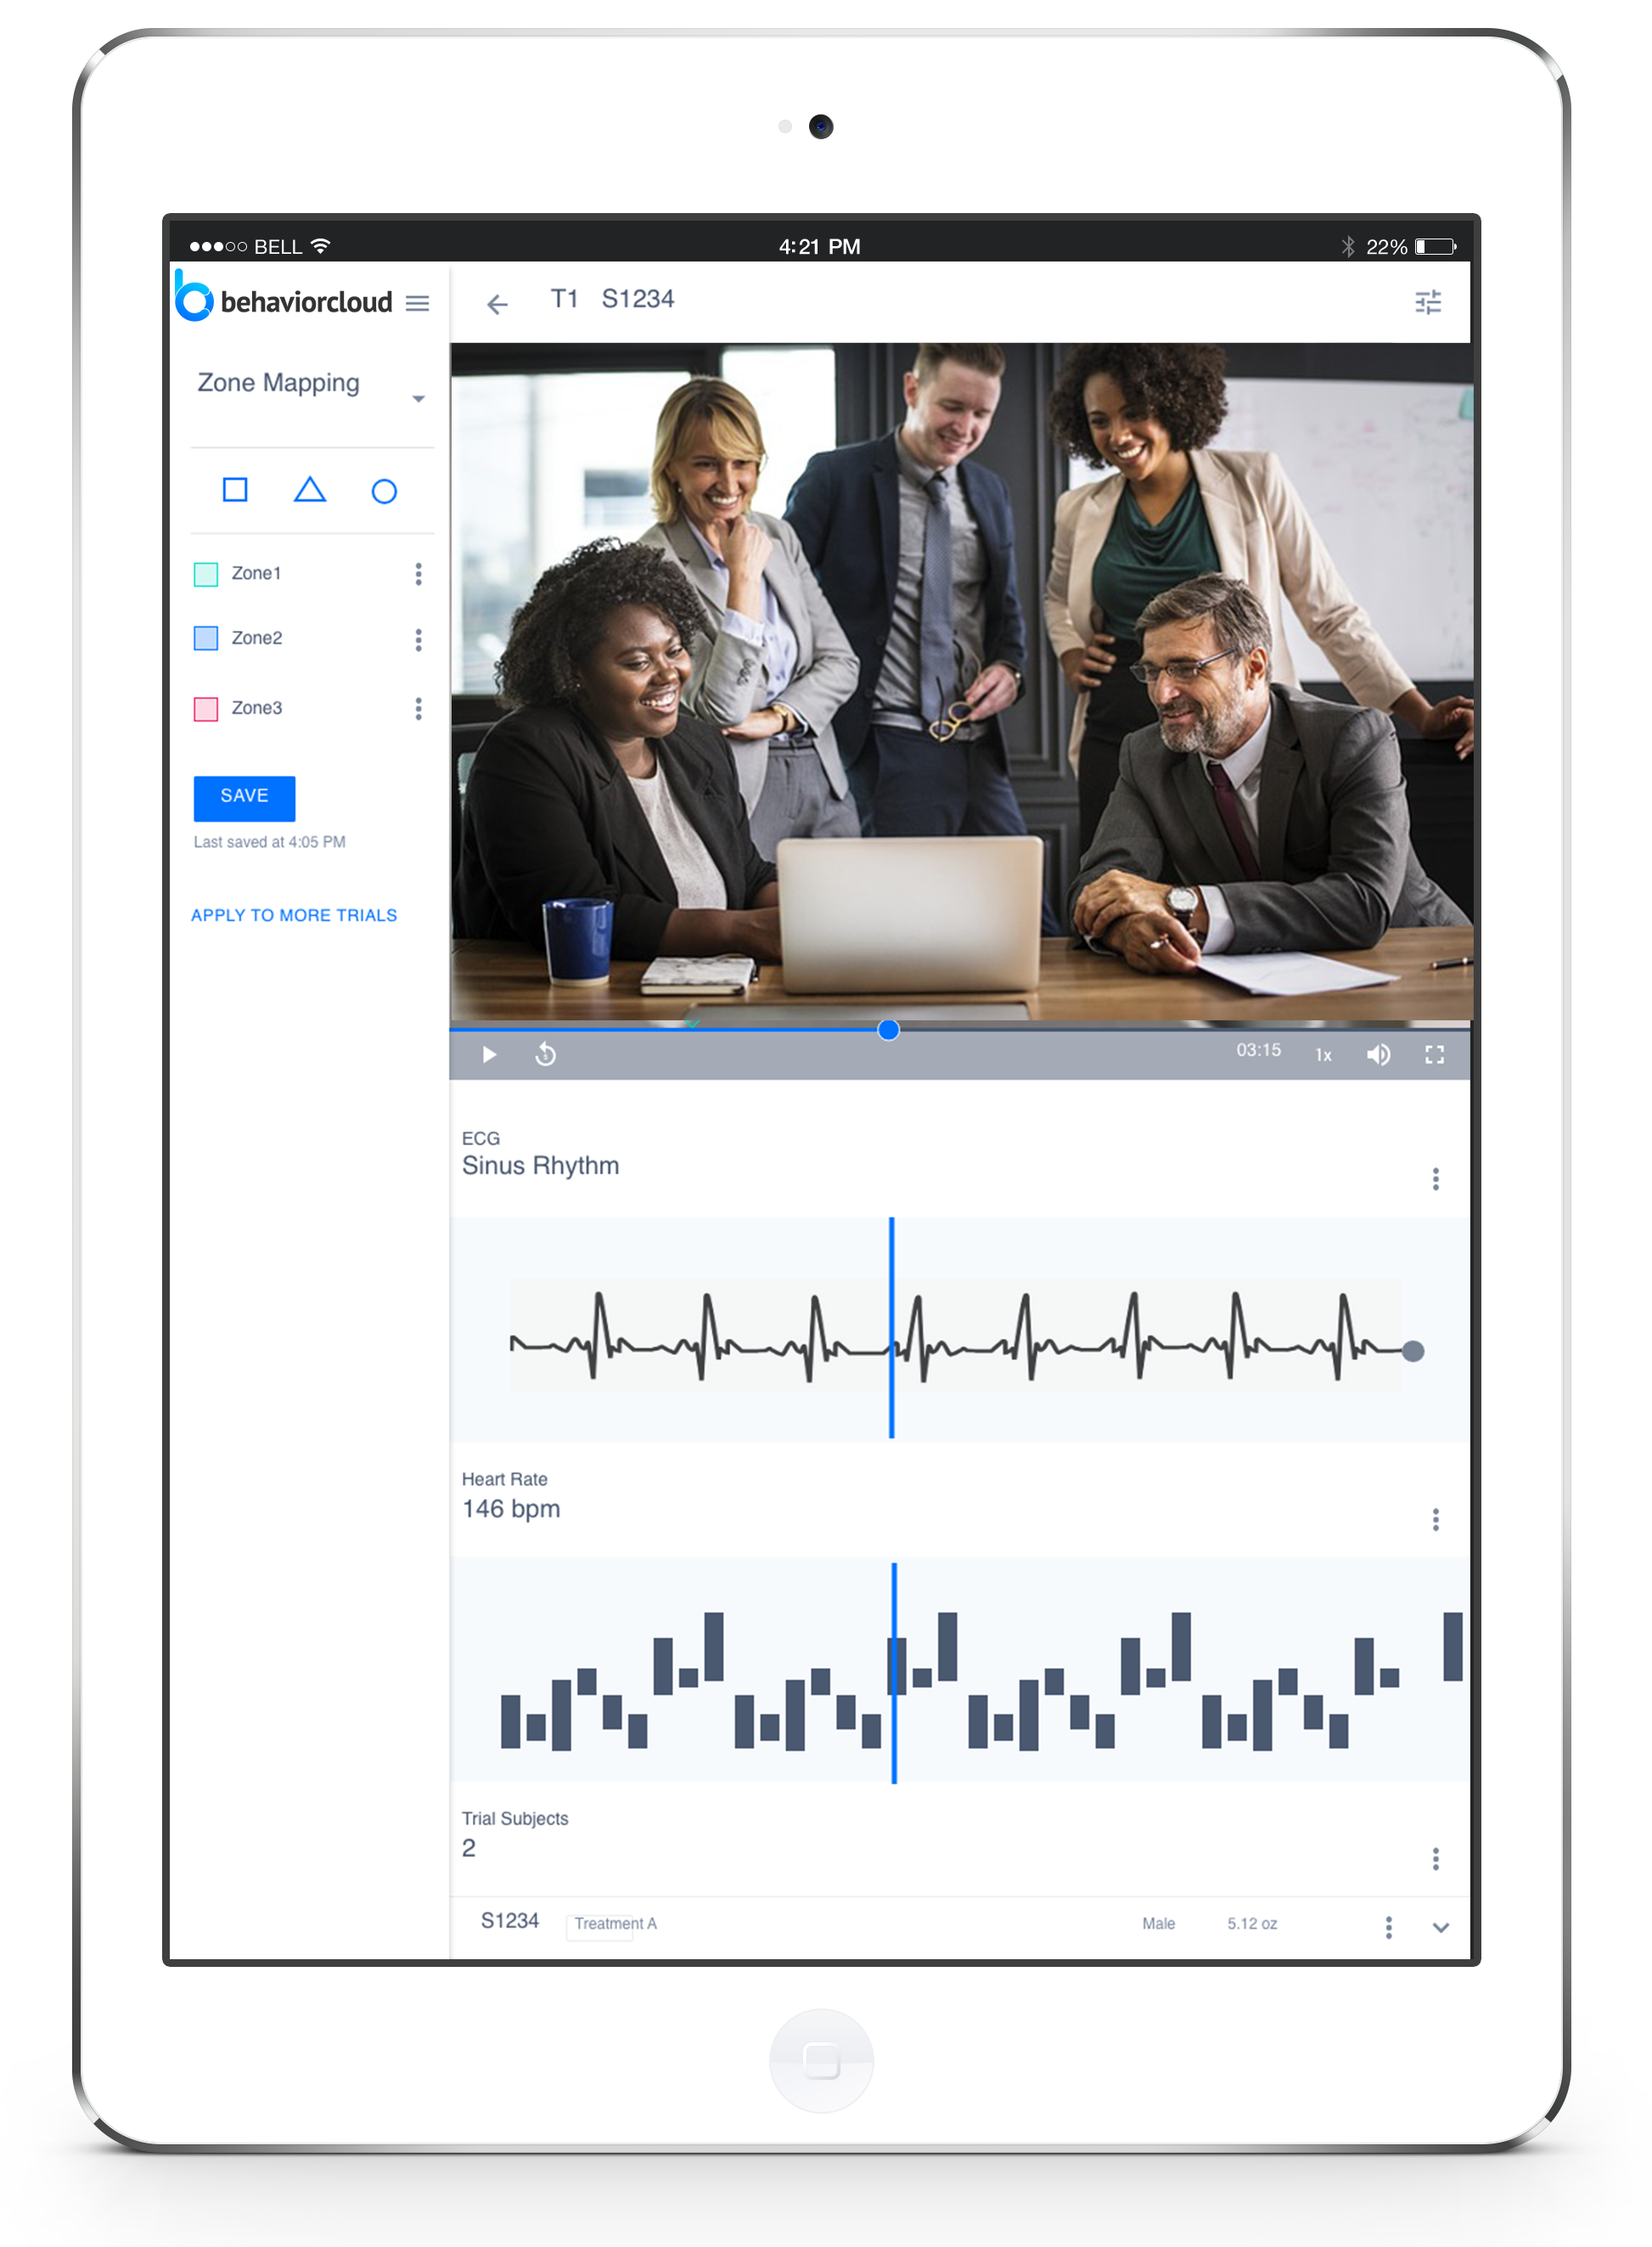 BELL
4:21 PM
22%
behaviorcloud
T1 S1234
Zone Mapping
Zone1
Zone2
Zone3
SAVE
Last saved at 4:05 PM
APPLY TO MORE TRIALS
5
03:15
1x
ECG
Sinus Rhythm
Heart Rate
146 bpm
Trial Subjects
2
S1234 Treatment A Male 5.12 oz